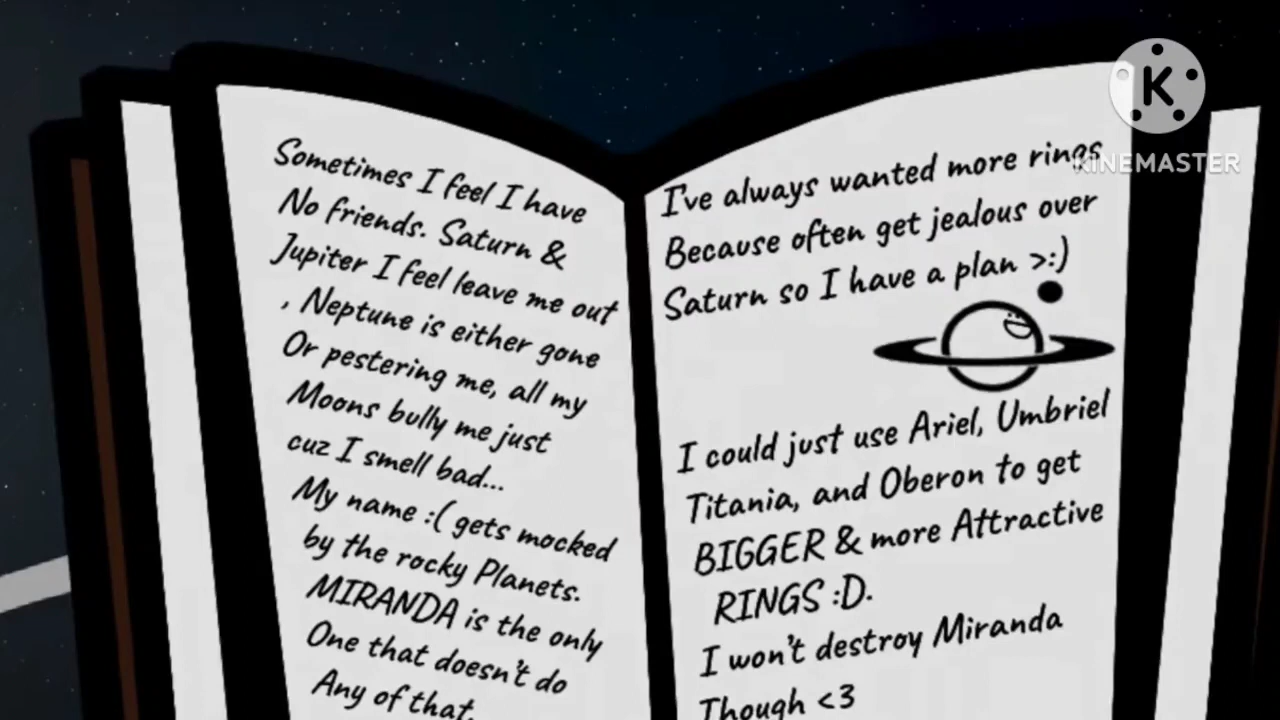 Sometimes I feel I have
No friends. Saturn &
Jupiter I feel leave me out
, Neptune is either gone
Or pestering me, all my
Moons bully me just
cuz I smell bad...
My name :( gets mocked
by the rocky Planets.
MIRANDA is the only
One that doesn't do
Any of that.
I've always wanted more rings
Because often get jealous over
Saturn so I have a plan >:)
I could just use Ariel, Umbriel
Titania, and Oberon to get
BIGGER & more Attractive
RINGS :D.
I won't destroy Miranda
Though <3
K
KINEMASTER